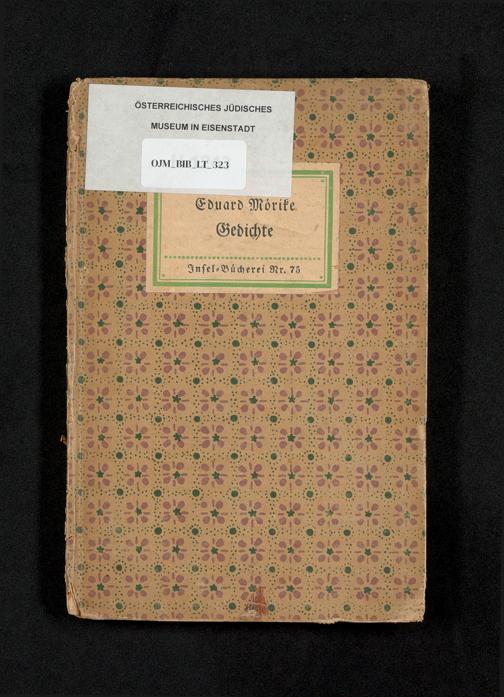 ÖSTERREICHISCHES JÜDISCHES
MUSEUM IN EISENSTADT
OJM_BIB_LT_323
Eduard Mörike
Gedichte
Insel-Bücherei Nr. 75